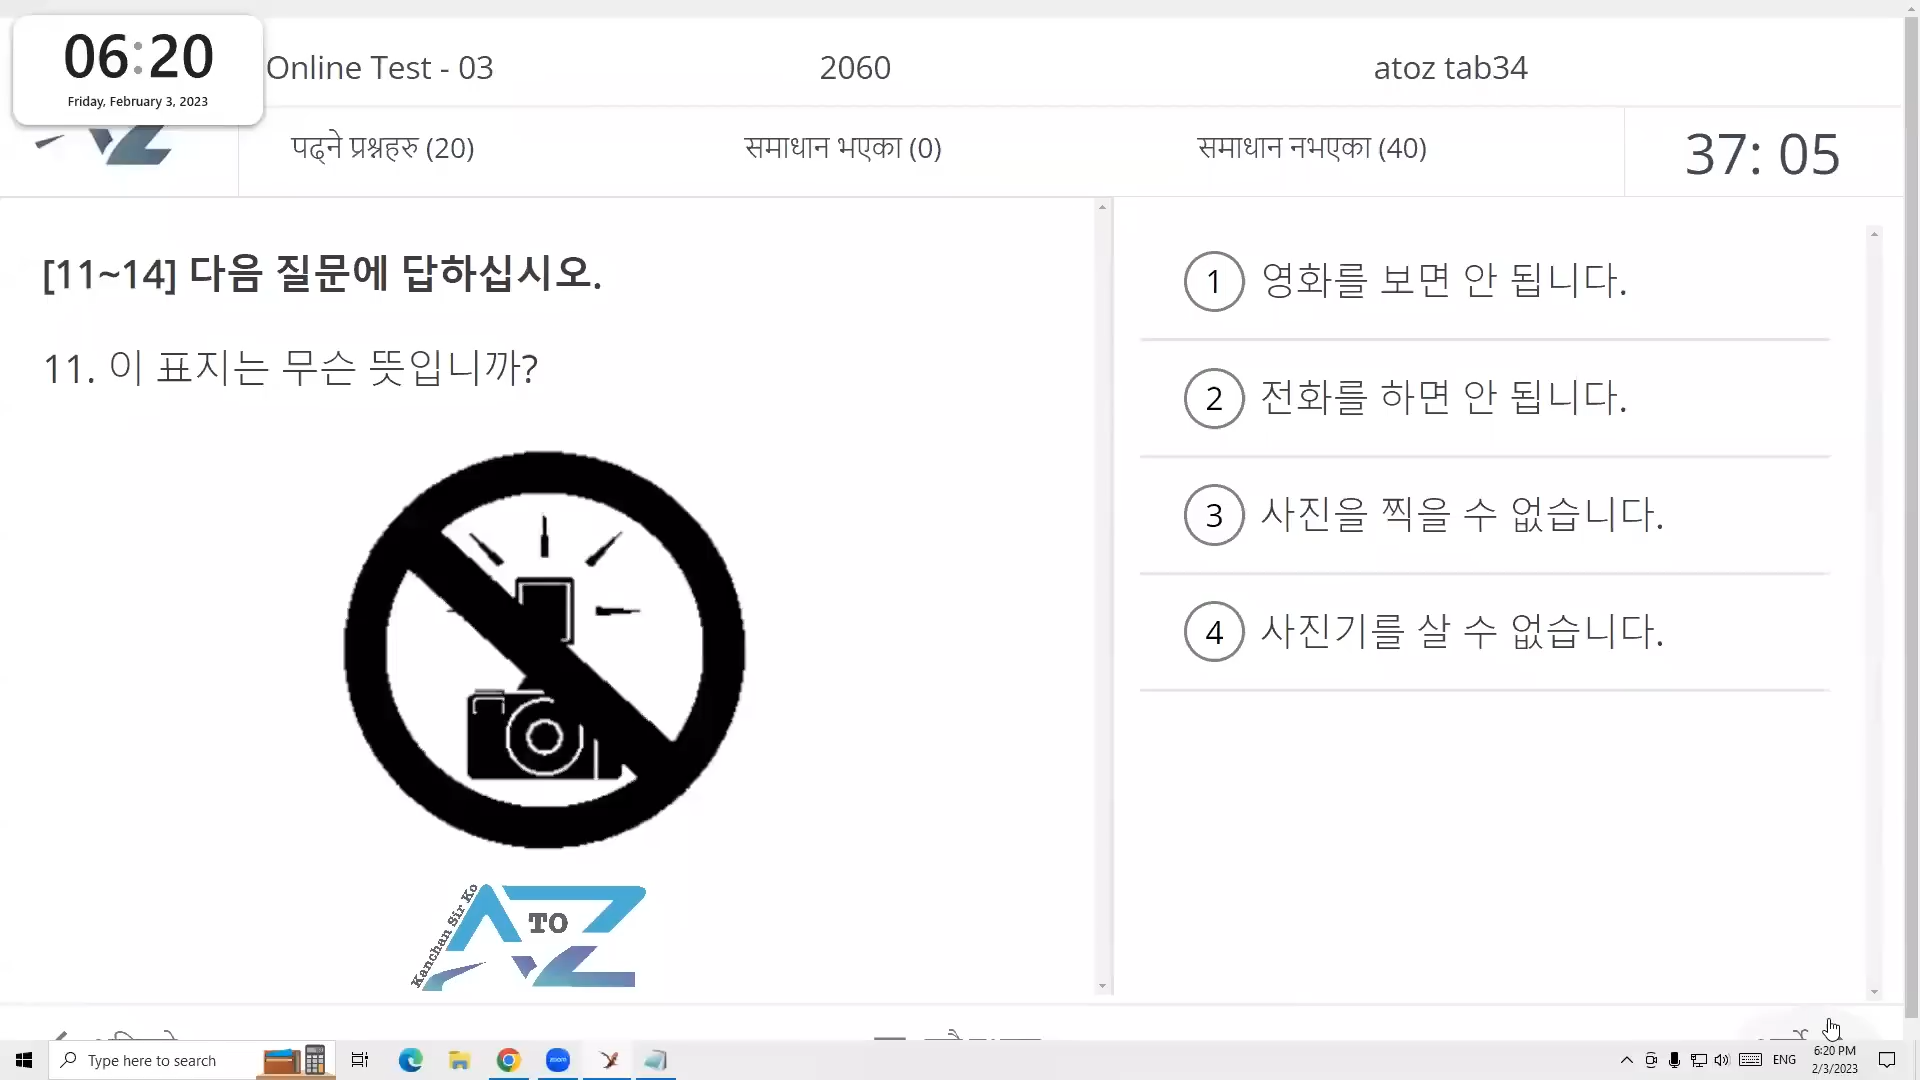 06:20
Friday, February 3, 2023
Online Test - 03
2060
atoz tab34
पढ्ने प्रश्नहरु (20)
समाधान भएका (0)
समाधान नभएका (40)
37: 05
[11~14] 다음 질문에 답하십시오.
11. 이 표지는 무슨 뜻입니까?
Kanchan Sir Ko
A TO Z
1 영화를 보면 안 됩니다.
2 전화를 하면 안 됩니다.
3 사진을 찍을 수 없습니다.
4 사진기를 살 수 없습니다.
Type here to search
zoom
ENG
6:20 PM
2/3/2023